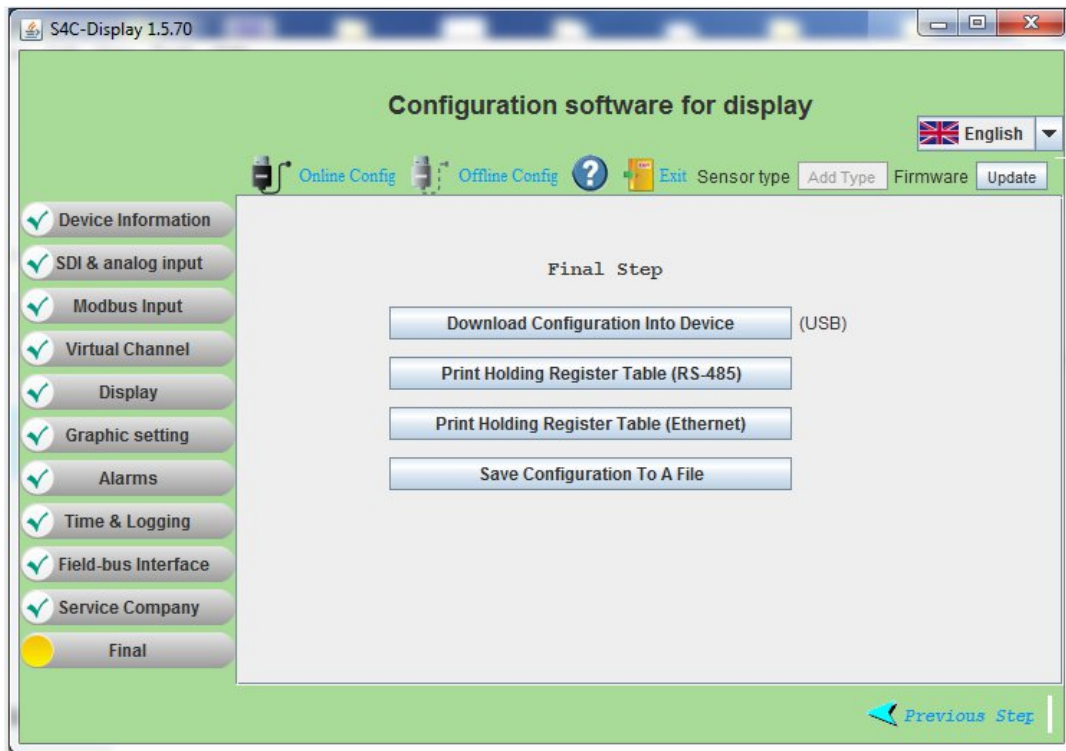 S4C-Display 1.5.70
Configuration software for display
English
Online Config Offline Config ? Exit Sensor type Add Type Firmware Update
Device Information
SDI & analog input
Modbus Input
Virtual Channel
Display
Graphic setting
Alarms
Time & Logging
Field-bus Interface
Service Company
Final
Final Step
Download Configuration Into Device (USB)
Print Holding Register Table (RS-485)
Print Holding Register Table (Ethernet)
Save Configuration To A File
Previous Step